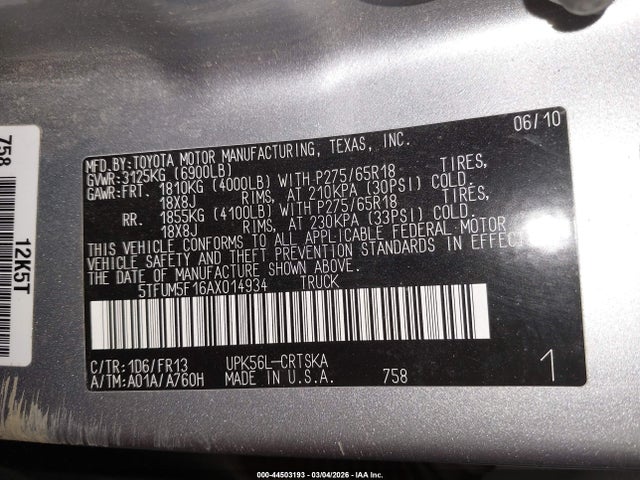 06/10
MFD.BY:TOYOTA MOTOR MANUFACTURING, TEXAS, INC.
GVWR:3125KG (6900LB)
GAWR:FRT. 1810KG (4000LB) WITH P275/65R18 TIRES,
18X8J RIMS, AT 210KPA (30PSI) COLD.
RR. 1855KG (4100LB) WITH P275/65R18 TIRES,
18X8J RIMS, AT 230KPA (33PSI) COLD.
THIS VEHICLE CONFORMS TO ALL APPLICABLE FEDERAL MOTOR
VEHICLE SAFETY AND THEFT PREVENTION STANDARDS IN EFFECT ON
THE DATE OF MANUFACTURE SHOWN ABOVE.
5TFUM5F16AX014934 TRUCK
C/TR:1D6/FR13 UPK56L-CRTSKA
A/TM:A01A/A760H MADE IN U.S.A. 758 1
758
12K5T
000-44503193 - 03/04/2026 - IAA Inc.